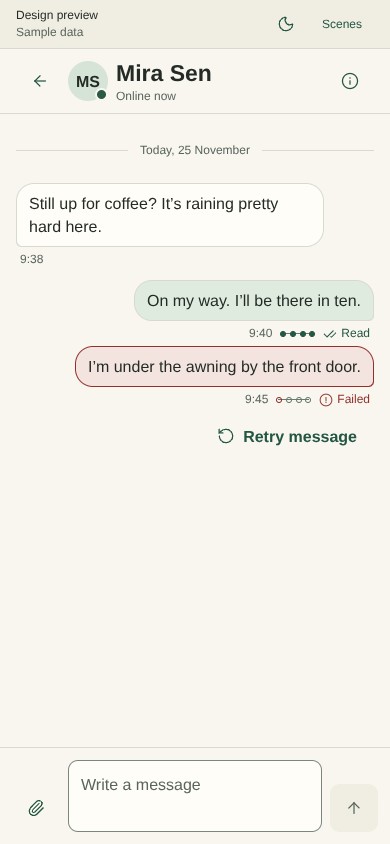 Design preview
Sample data
Scenes
MS
Mira Sen
Online now
Today, 25 November
Still up for coffee? It’s raining pretty
hard here.
9:38
On my way. I’ll be there in ten.
9:40 Read
I’m under the awning by the front door.
9:45 Failed
Retry message
Write a message